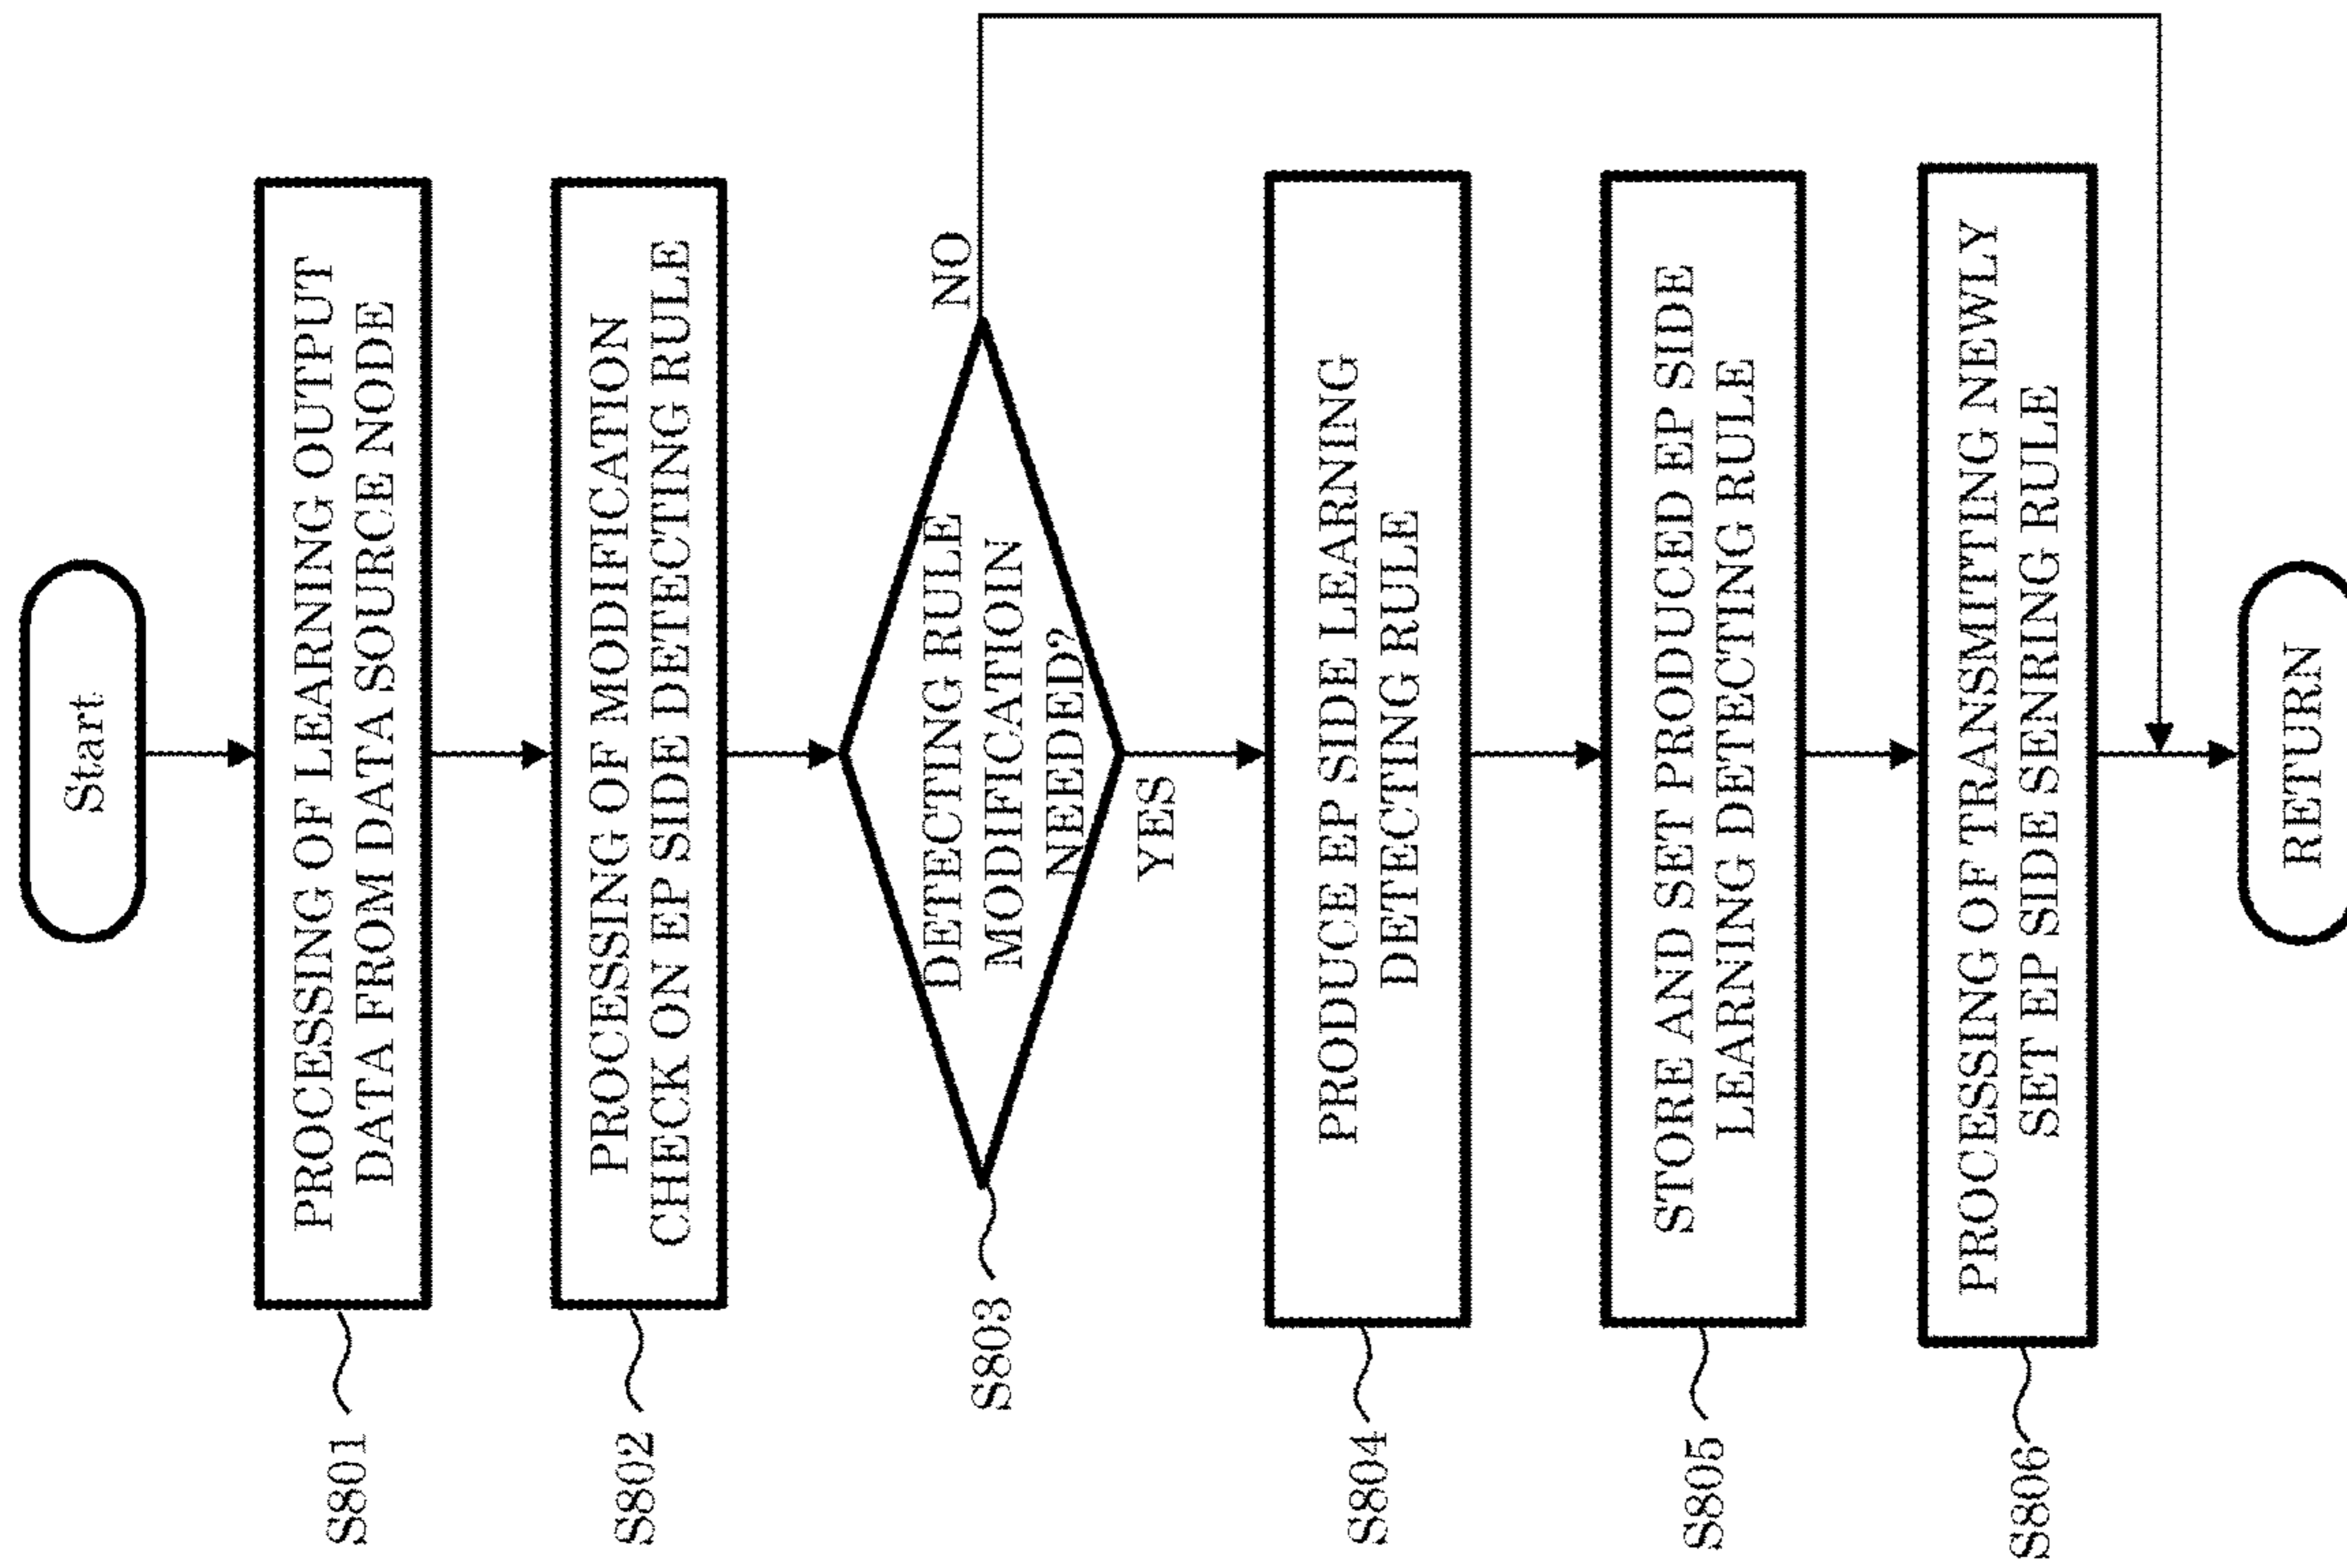 Start
S801
PROCESSING OF LEARNING OUTPUT
DATA FROM DATA SOURCE NODE
S802
PROCESSING OF MODIFICATION
CHECK ON EP SIDE DETECTING RULE
S803
DETECTING RULE
MODIFICATION
NEEDED?
NO
YES
S804
PRODUCE EP SIDE LEARNING
DETECTING RULE
S805
STORE AND SET PRODUCED EP SIDE
LEARNING DETECTING RULE
S806
PROCESSING OF TRANSMITTING NEWLY
SET EP SIDE SENRING RULE
RETURN